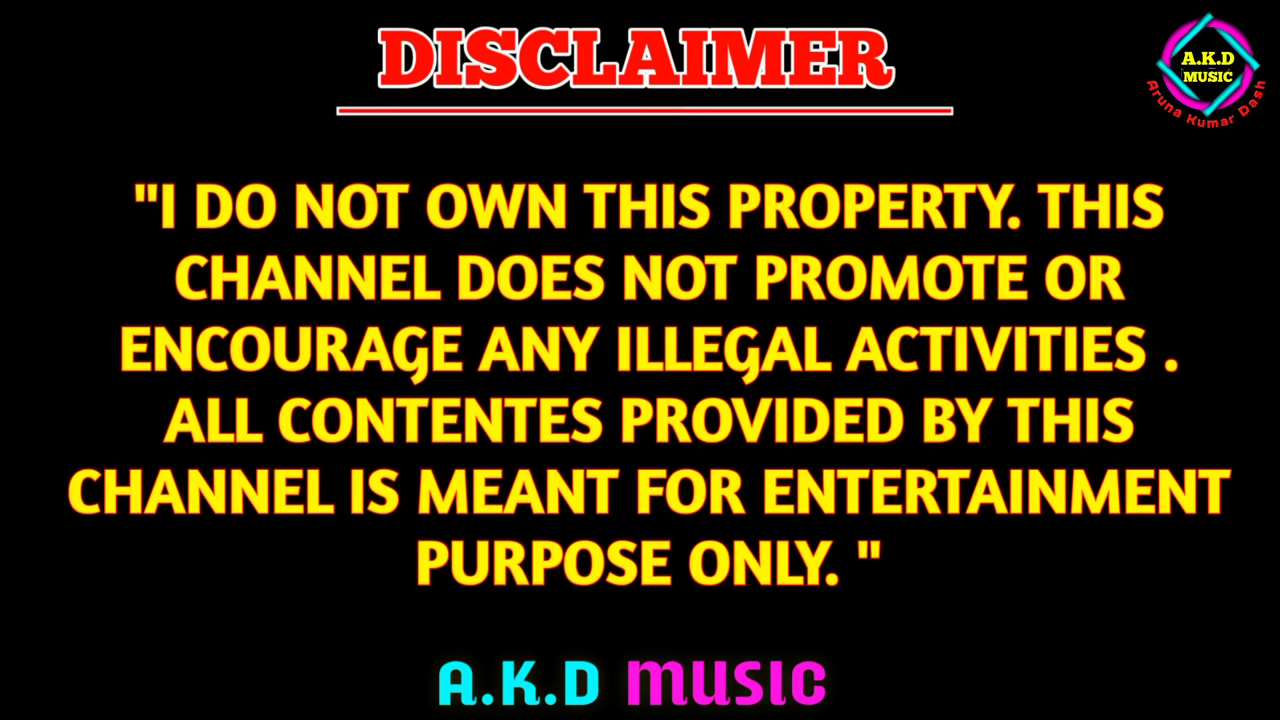 DISCLAIMER
A.K.D
MUSIC
Aruna Kumar Dash
"I DO NOT OWN THIS PROPERTY. THIS
CHANNEL DOES NOT PROMOTE OR
ENCOURAGE ANY ILLEGAL ACTIVITIES .
ALL CONTENTES PROVIDED BY THIS
CHANNEL IS MEANT FOR ENTERTAINMENT
PURPOSE ONLY. "
A.K.D MUSIC